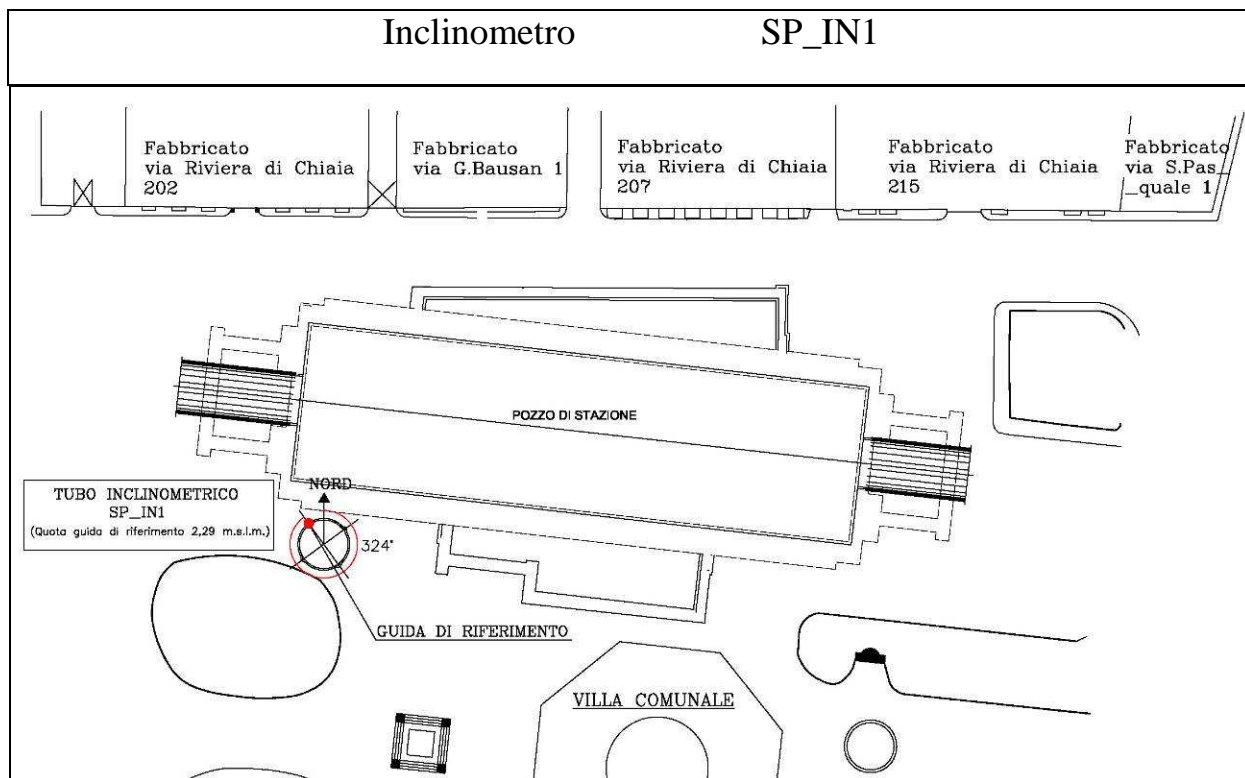 Inclinometro SP_IN1
Fabbricato
via Riviera di Chiaia
202
Fabbricato
via G.Bausan 1
Fabbricato
via Riviera di Chiaia
207
Fabbricato
via Riviera di Chiaia
215
Fabbricato
via S.Pas_
_quale 1
POZZO DI STAZIONE
TUBO INCLINOMETRICO
SP_IN1
(Quota guida di riferimento 2,29 m.s.l.m.)
NORD
324°
GUIDA DI RIFERIMENTO
VILLA COMUNALE